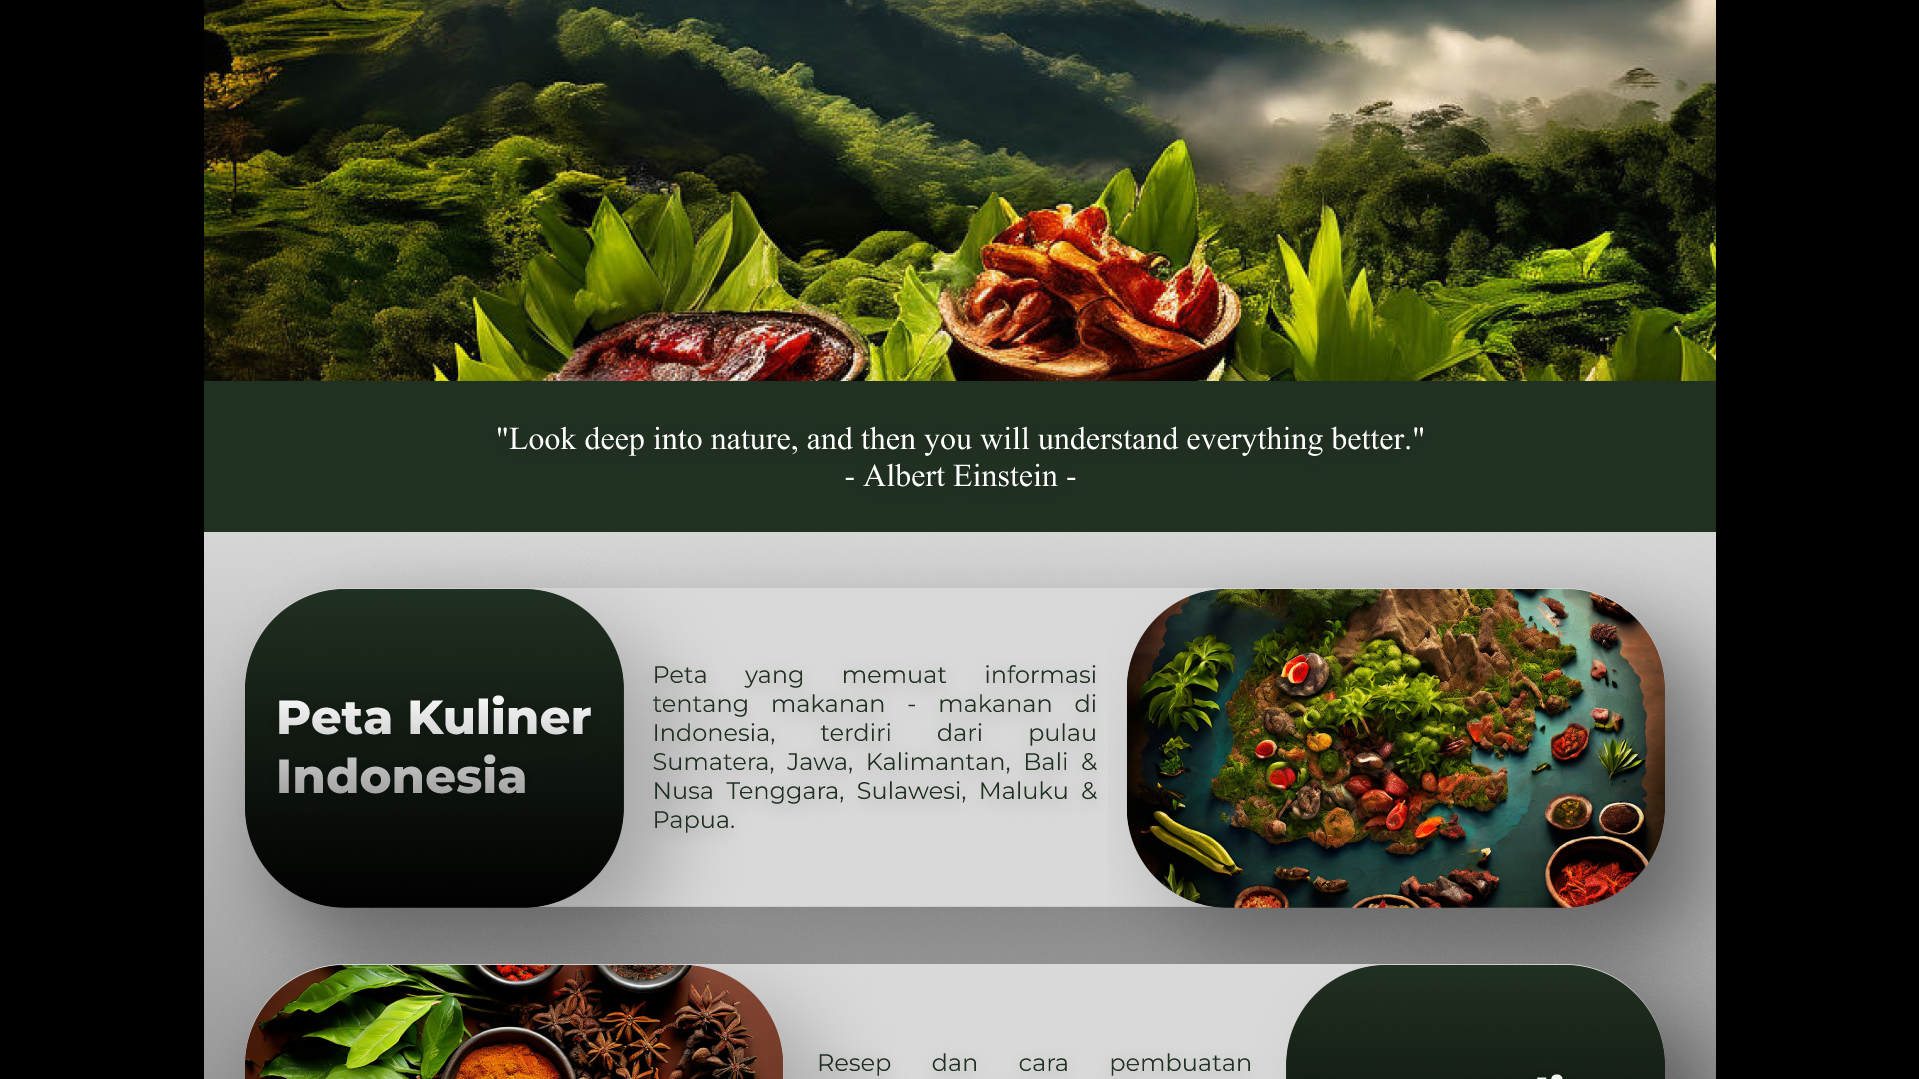 "Look deep into nature, and then you will understand everything better."
- Albert Einstein -
Peta Kuliner
Indonesia
Peta yang memuat informasi
tentang makanan - makanan di
Indonesia, terdiri dari pulau
Sumatera, Jawa, Kalimantan, Bali &
Nusa Tenggara, Sulawesi, Maluku &
Papua.
Resep dan cara pembuatan